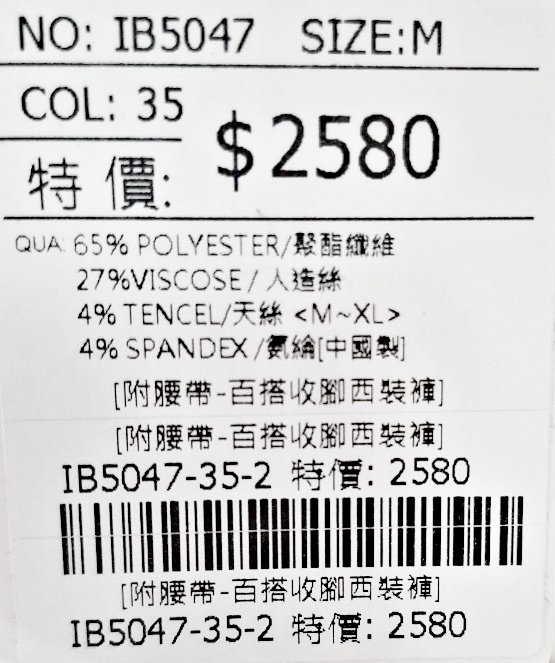 NO: IB5047 SIZE:M
COL: 35
特 價: $2580
QUA: 65% POLYESTER/聚酯纖維
27%VISCOSE/人造絲
4% TENCEL/天絲 <M~XL>
4% SPANDEX/氨綸[中國製]
[附腰帶-百搭收腳西裝褲]
[附腰帶-百搭收腳西裝褲]
IB5047-35-2 特價: 2580
[附腰帶-百搭收腳西裝褲]
IB5047-35-2 特價: 2580